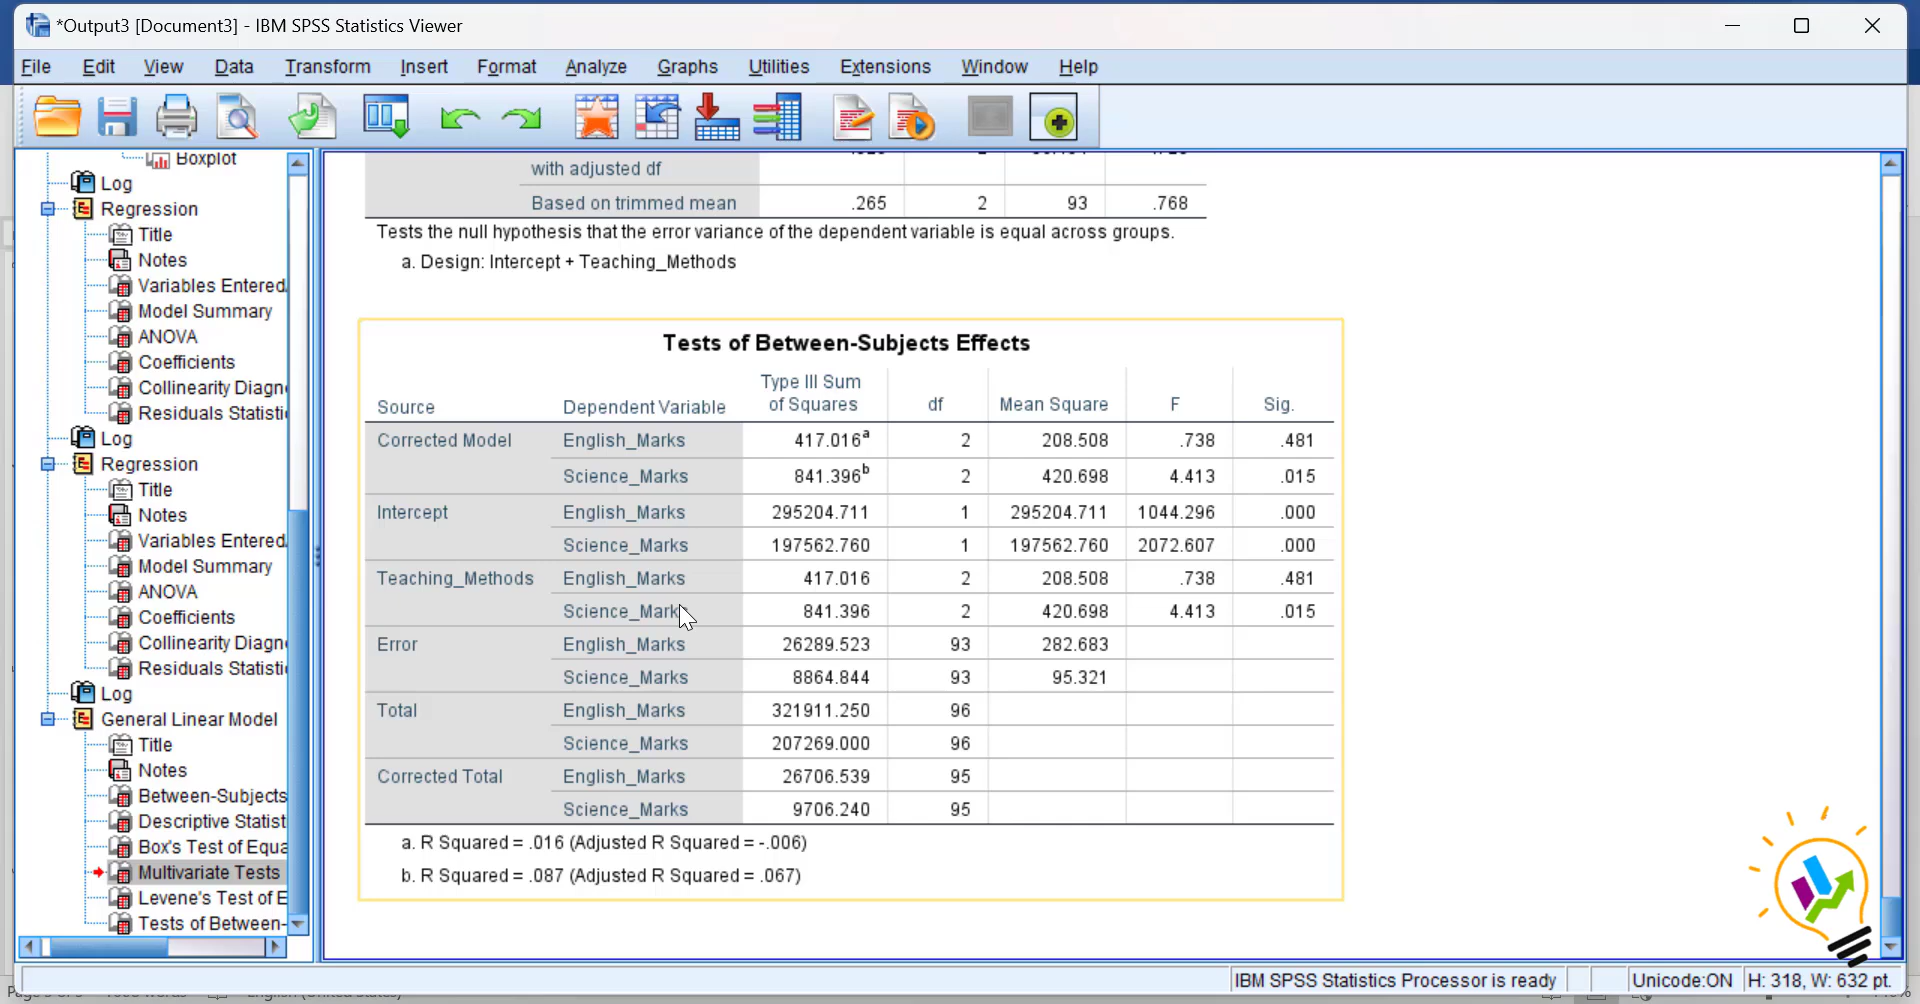 *Output3 [Document3] - IBM SPSS Statistics Viewer
File Edit View Data Transform Insert Format Analyze Graphs Utilities Extensions Window Help
Boxplot
Log
Regression
Title
Notes
Variables Entered
Model Summary
ANOVA
Coefficients
Collinearity Diagn
Residuals Statisti
Log
Regression
Title
Notes
Variables Entered
Model Summary
ANOVA
Coefficients
Collinearity Diagn
Residuals Statisti
Log
General Linear Model
Title
Notes
Between-Subjects
Descriptive Statist
Box's Test of Equa
Multivariate Tests
Levene's Test of E
Tests of Between-
with adjusted df
Based on trimmed mean .265 2 93 .768
Tests the null hypothesis that the error variance of the dependent variable is equal across groups.
a. Design: Intercept + Teaching_Methods
Tests of Between-Subjects Effects
Type III Sum
Source Dependent Variable of Squares df Mean Square F Sig.
Corrected Model English_Marks 417.016a 2 208.508 .738 .481
Science_Marks 841.396b 2 420.698 4.413 .015
Intercept English_Marks 295204.711 1 295204.711 1044.296 .000
Science_Marks 197562.760 1 197562.760 2072.607 .000
Teaching_Methods English_Marks 417.016 2 208.508 .738 .481
Science_Marks 841.396 2 420.698 4.413 .015
Error English_Marks 26289.523 93 282.683
Science_Marks 8864.844 93 95.321
Total English_Marks 321911.250 96
Science_Marks 207269.000 96
Corrected Total English_Marks 26706.539 95
Science_Marks 9706.240 95
a. R Squared = .016 (Adjusted R Squared = -.006)
b. R Squared = .087 (Adjusted R Squared = .067)
IBM SPSS Statistics Processor is ready Unicode:ON H: 318, W: 632 pt.